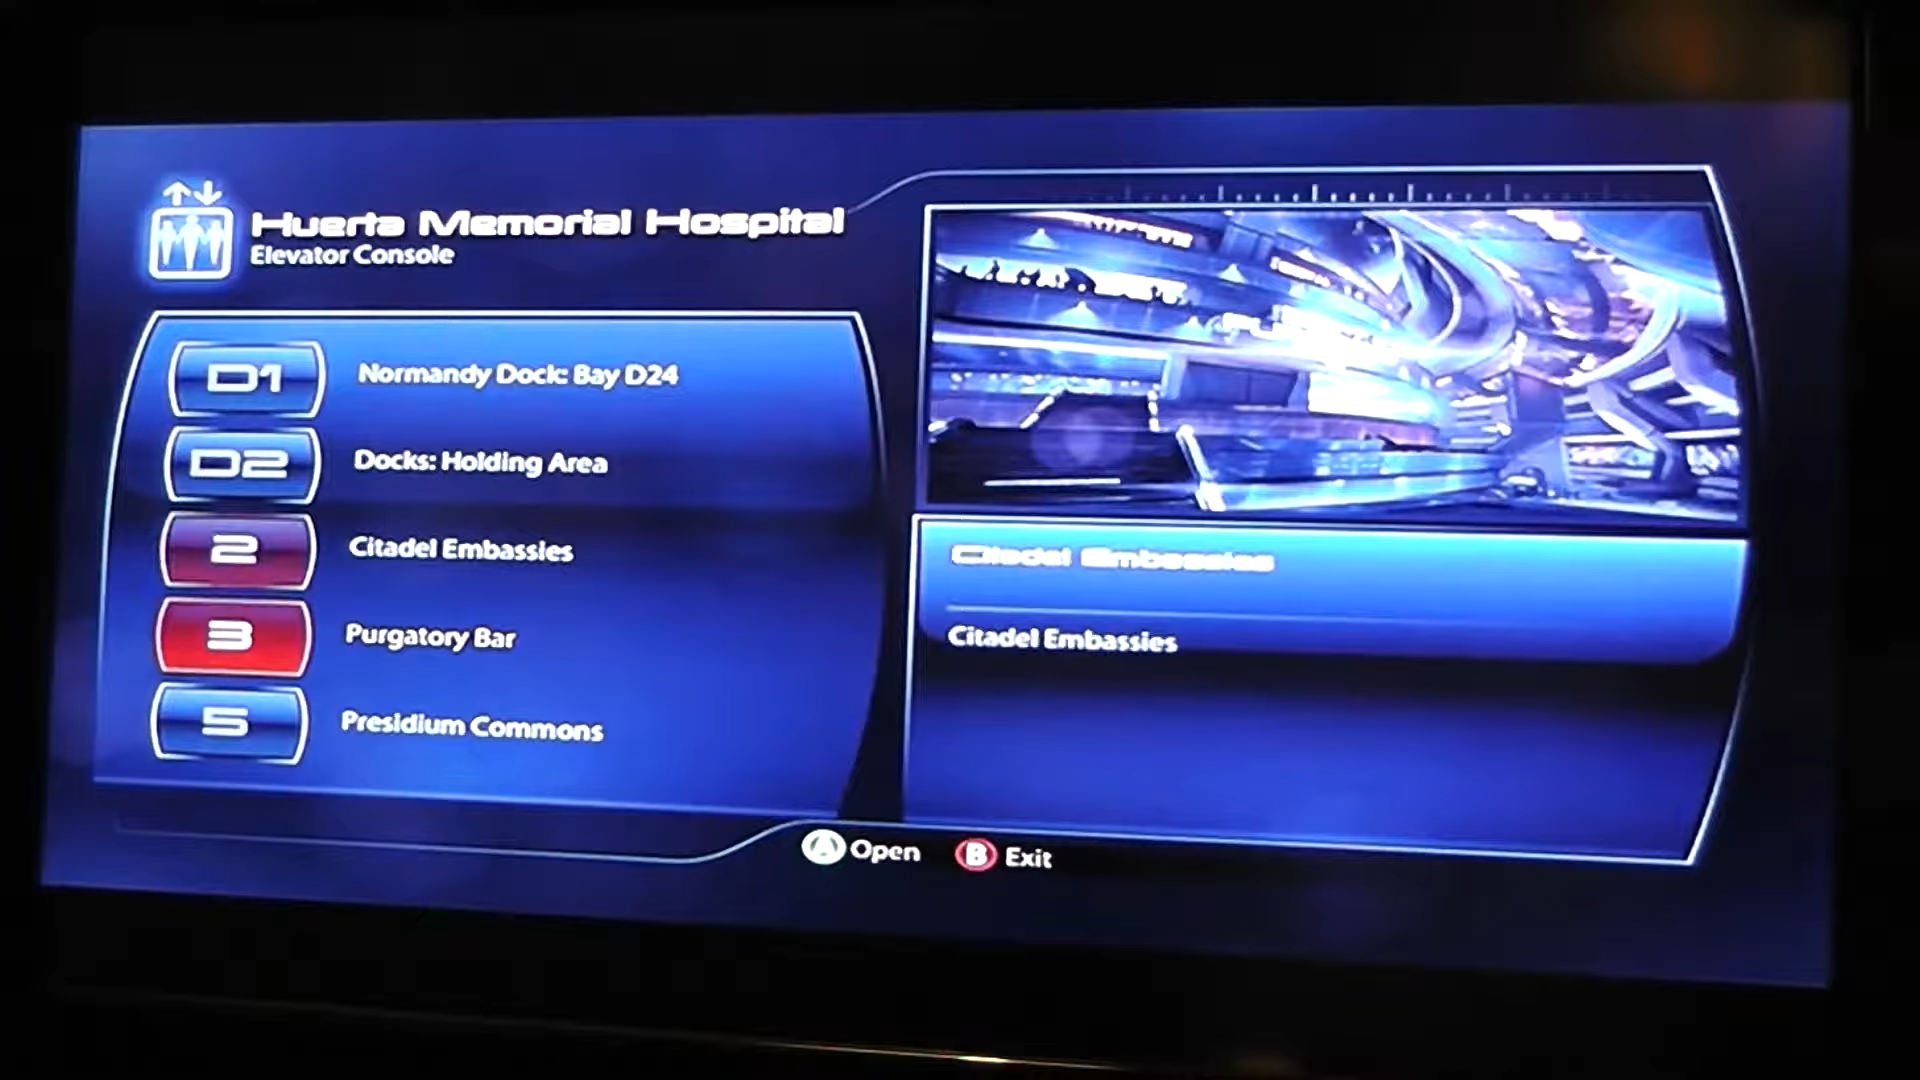 Huerta Memorial Hospital
Elevator Console
D1 Normandy Dock: Bay D24
D2 Docks: Holding Area
2 Citadel Embassies
3 Purgatory Bar
5 Presidium Commons
Citadel Embassies
Citadel Embassies
A Open B Exit